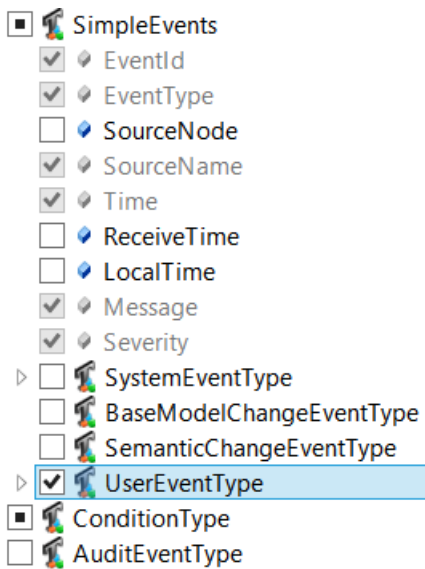 SimpleEvents
EventId
EventType
SourceNode
SourceName
Time
ReceiveTime
LocalTime
Message
Severity
SystemEventType
BaseModelChangeEventType
SemanticChangeEventType
UserEventType
ConditionType
AuditEventType